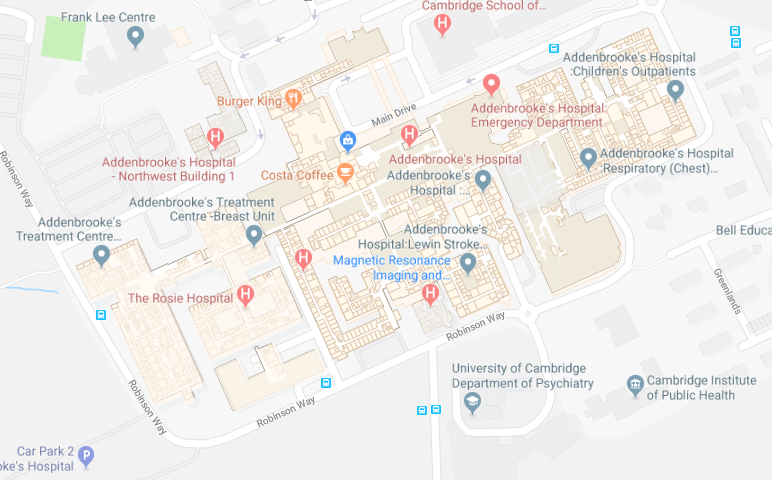 Cambridge School of...
Frank Lee Centre
Addenbrooke's Hospital
:Children's Outpatients
Burger King
Main Drive
Addenbrooke's Hospital:
Emergency Department
Addenbrooke's Hospital
- Northwest Building 1
Addenbrooke's Hospital
Addenbrooke's Hospital
Respiratory (Chest)...
Costa Coffee
Addenbrooke's
Hospital :...
Robinson Way
Addenbrooke's Treatment
Centre -Breast Unit
Addenbrooke's
Treatment Centre...
Addenbrooke's
Hospital:Lewin Stroke...
Bell Educa
Magnetic Resonance
Imaging and...
Greenlands
The Rosie Hospital
H
H
H
H
H
H
Robinson Way
University of Cambridge
Department of Psychiatry
Cambridge Institute
of Public Health
Robinson Way
Robinson Way
Car Park 2
oke's Hospital
P